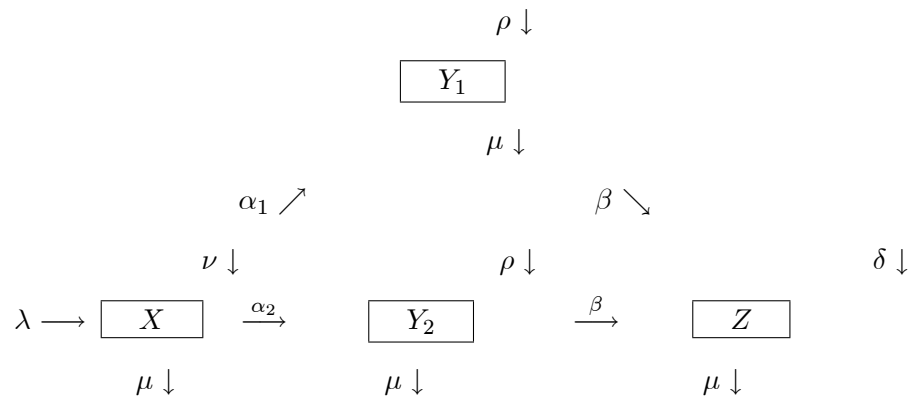 ρ ↓
Y₁
μ ↓
α₁ ↗ β ↘
ν ↓ ρ ↓ δ ↓
λ ⟶ X α₂⟶ Y₂ β⟶ Z
μ ↓ μ ↓ μ ↓